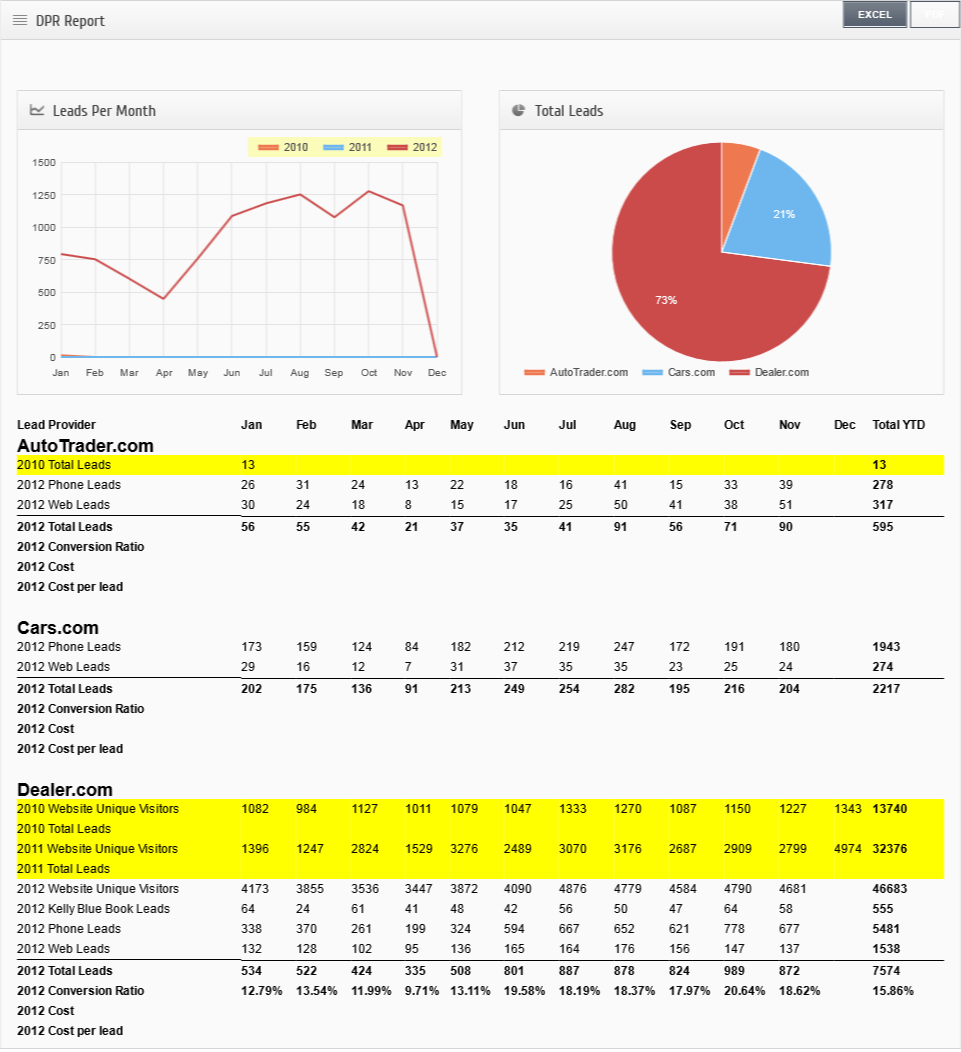 DPR Report
EXCEL
PDF
Leads Per Month
2010 2011 2012
1500
1250
1000
750
500
250
0
Jan Feb Mar Apr May Jun Jul Aug Sep Oct Nov Dec
Total Leads
21%
73%
AutoTrader.com Cars.com Dealer.com
Lead Provider Jan Feb Mar Apr May Jun Jul Aug Sep Oct Nov Dec Total YTD
AutoTrader.com
2010 Total Leads 13 13
2012 Phone Leads 26 31 24 13 22 18 16 41 15 33 39 278
2012 Web Leads 30 24 18 8 15 17 25 50 41 38 51 317
2012 Total Leads 56 55 42 21 37 35 41 91 56 71 90 595
2012 Conversion Ratio
2012 Cost
2012 Cost per lead
Cars.com
2012 Phone Leads 173 159 124 84 182 212 219 247 172 191 180 1943
2012 Web Leads 29 16 12 7 31 37 35 35 23 25 24 274
2012 Total Leads 202 175 136 91 213 249 254 282 195 216 204 2217
2012 Conversion Ratio
2012 Cost
2012 Cost per lead
Dealer.com
2010 Website Unique Visitors 1082 984 1127 1011 1079 1047 1333 1270 1087 1150 1227 1343 13740
2010 Total Leads
2011 Website Unique Visitors 1396 1247 2824 1529 3276 2489 3070 3176 2687 2909 2799 4974 32376
2011 Total Leads
2012 Website Unique Visitors 4173 3855 3536 3447 3872 4090 4876 4779 4584 4790 4681 46683
2012 Kelly Blue Book Leads 64 24 61 41 48 42 56 50 47 64 58 555
2012 Phone Leads 338 370 261 199 324 594 667 652 621 778 677 5481
2012 Web Leads 132 128 102 95 136 165 164 176 156 147 137 1538
2012 Total Leads 534 522 424 335 508 801 887 878 824 989 872 7574
2012 Conversion Ratio 12.79% 13.54% 11.99% 9.71% 13.11% 19.58% 18.19% 18.37% 17.97% 20.64% 18.62% 15.86%
2012 Cost
2012 Cost per lead